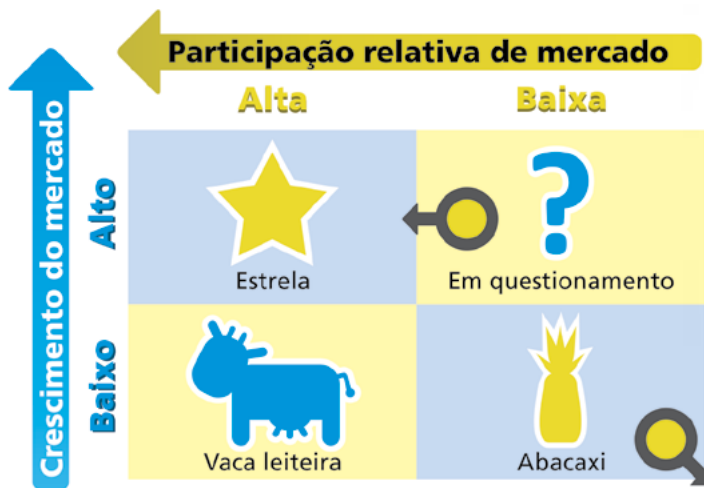 Participação relativa de mercado
Alta
Baixa
Crescimento do mercado
Alto
Estrela
Em questionamento
Baixo
Vaca leiteira
Abacaxi